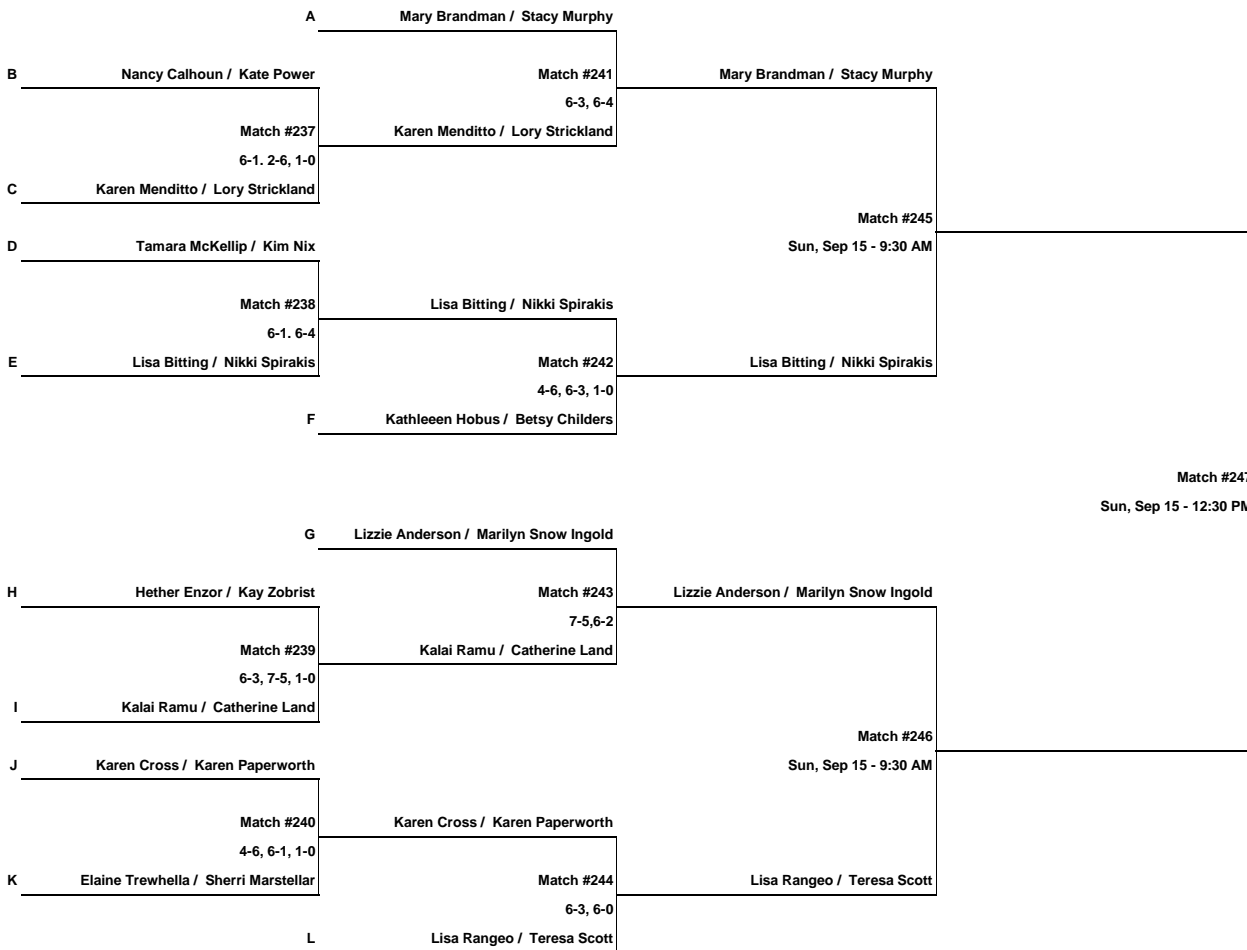 A Mary Brandman / Stacy Murphy
B Nancy Calhoun / Kate Power Match #241 Mary Brandman / Stacy Murphy
6-3, 6-4
Match #237 Karen Menditto / Lory Strickland
6-1. 2-6, 1-0
C Karen Menditto / Lory Strickland
Match #245
D Tamara McKellip / Kim Nix Sun, Sep 15 - 9:30 AM
Match #238 Lisa Bitting / Nikki Spirakis
6-1. 6-4
E Lisa Bitting / Nikki Spirakis Match #242 Lisa Bitting / Nikki Spirakis
4-6, 6-3, 1-0
F Kathleeen Hobus / Betsy Childers
Match #247
Sun, Sep 15 - 12:30 PM
G Lizzie Anderson / Marilyn Snow Ingold
H Hether Enzor / Kay Zobrist Match #243 Lizzie Anderson / Marilyn Snow Ingold
7-5,6-2
Match #239 Kalai Ramu / Catherine Land
6-3, 7-5, 1-0
I Kalai Ramu / Catherine Land
Match #246
J Karen Cross / Karen Paperworth Sun, Sep 15 - 9:30 AM
Match #240 Karen Cross / Karen Paperworth
4-6, 6-1, 1-0
K Elaine Trewhella / Sherri Marstellar Match #244 Lisa Rangeo / Teresa Scott
6-3, 6-0
L Lisa Rangeo / Teresa Scott